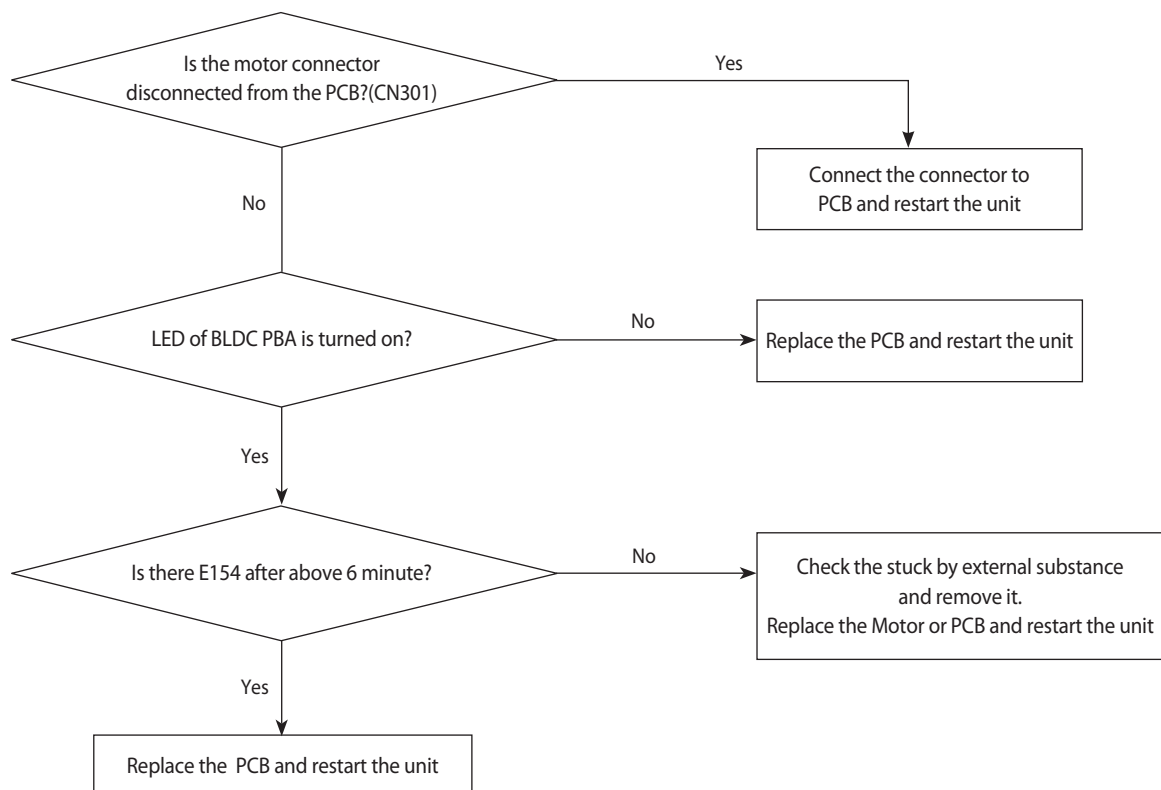 Is the motor connector
disconnected from the PCB?(CN301)
Yes
Connect the connector to
PCB and restart the unit
No
LED of BLDC PBA is turned on?
No
Replace the PCB and restart the unit
Yes
Is there E154 after above 6 minute?
No
Check the stuck by external substance
and remove it.
Replace the Motor or PCB and restart the unit
Yes
Replace the PCB and restart the unit